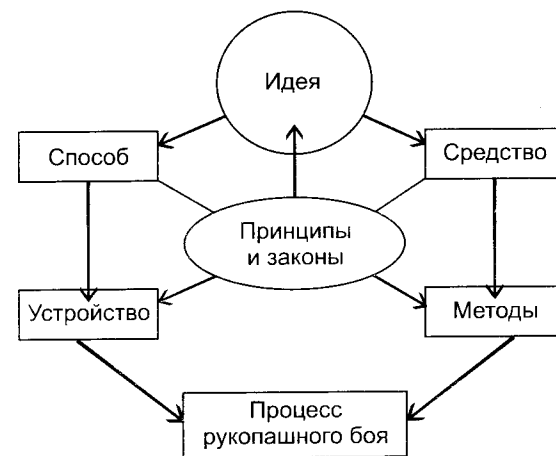 Идея
Способ
Средство
Принципы
и законы
Устройство
Методы
Процесс
рукопашного боя